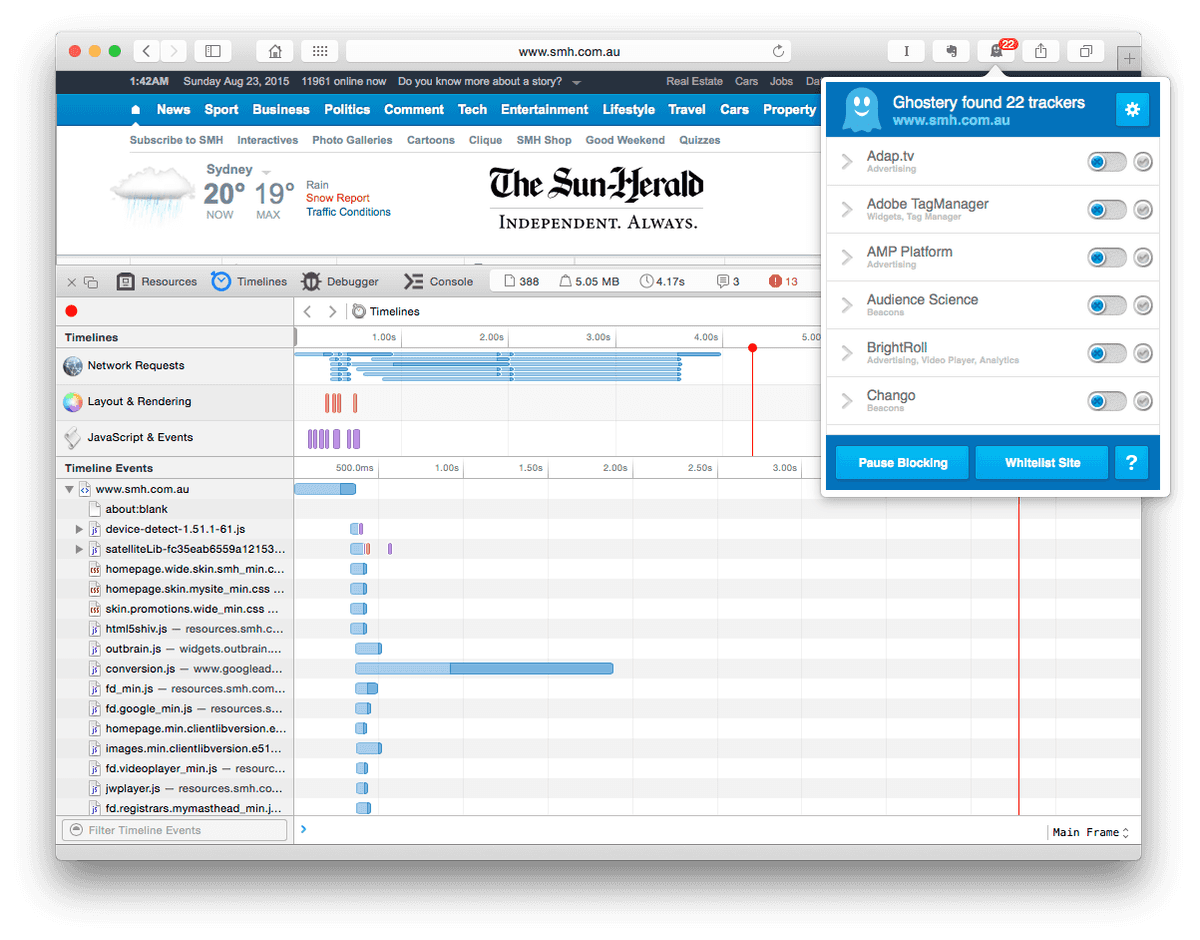 www.smh.com.au
22
1:42AM Sunday Aug 23, 2015 11961 online now Do you know more about a story? Real Estate Cars Jobs
News Sport Business Politics Comment Tech Entertainment Lifestyle Travel Cars Property
Subscribe to SMH Interactives Photo Galleries Cartoons Clique SMH Shop Good Weekend Quizzes
Sydney
20° 19°
NOW MAX
Rain
Snow Report
Traffic Conditions
The Sun-Herald
INDEPENDENT. ALWAYS.
Ghostery found 22 trackers
www.smh.com.au
Adap.tv
Advertising
Adobe TagManager
Widgets, Tag Manager
AMP Platform
Advertising
Audience Science
Beacons
BrightRoll
Advertising, Video Player, Analytics
Chango
Beacons
Pause Blocking Whitelist Site ?
Resources Timelines Debugger Console 388 5.05 MB 4.17s 3 13
Timelines
Timelines 1.00s 2.00s 3.00s 4.00s 5.00
Network Requests
Layout & Rendering
JavaScript & Events
Timeline Events 500.0ms 1.00s 1.50s 2.00s 2.50s 3.00s
www.smh.com.au
about:blank
device-detect-1.51.1-61.js
satelliteLib-fc35eab6559a12153...
homepage.wide.skin.smh_min.c...
homepage.skin.mysite_min.css ...
skin.promotions.wide_min.css ...
html5shiv.js — resources.smh.c...
outbrain.js — widgets.outbrain....
conversion.js — www.googlead...
fd_min.js — resources.smh.com...
fd.google_min.js — resources.s...
homepage.min.clientlibversion.e...
images.min.clientlibversion.e51...
fd.videoplayer_min.js — resourc...
jwplayer.js — resources.smh.co...
fd.registrars.mymasthead_min.j...
Filter Timeline Events
Main Frame